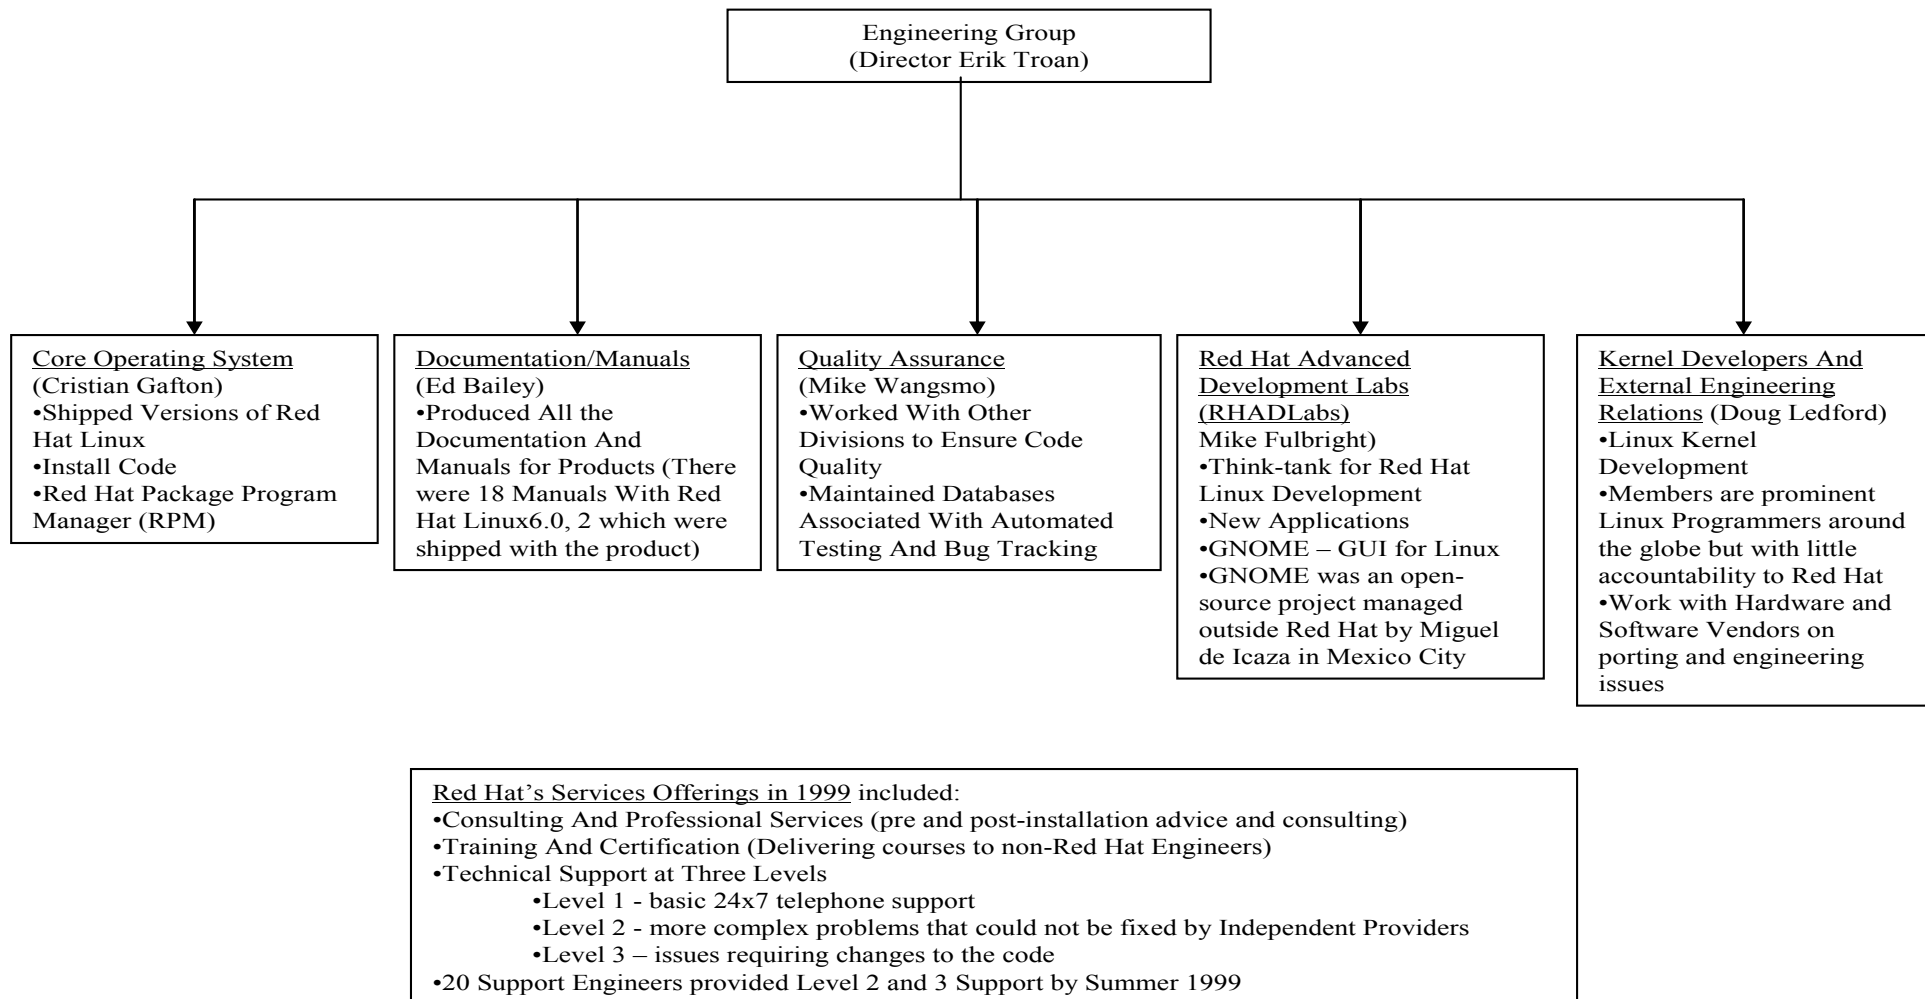 Engineering Group
(Director Erik Troan)
Core Operating System
(Cristian Gafton)
•Shipped Versions of Red
Hat Linux
•Install Code
•Red Hat Package Program
Manager (RPM)
Documentation/Manuals
(Ed Bailey)
•Produced All the
Documentation And
Manuals for Products (There
were 18 Manuals With Red
Hat Linux6.0, 2 which were
shipped with the product)
Quality Assurance
(Mike Wangsmo)
•Worked With Other
Divisions to Ensure Code
Quality
•Maintained Databases
Associated With Automated
Testing And Bug Tracking
Red Hat Advanced
Development Labs
(RHADLabs)
Mike Fulbright)
•Think-tank for Red Hat
Linux Development
•New Applications
•GNOME – GUI for Linux
•GNOME was an open-
source project managed
outside Red Hat by Miguel
de Icaza in Mexico City
Kernel Developers And
External Engineering
Relations (Doug Ledford)
•Linux Kernel
Development
•Members are prominent
Linux Programmers around
the globe but with little
accountability to Red Hat
•Work with Hardware and
Software Vendors on
porting and engineering
issues
Red Hat’s Services Offerings in 1999 included:
•Consulting And Professional Services (pre and post-installation advice and consulting)
•Training And Certification (Delivering courses to non-Red Hat Engineers)
•Technical Support at Three Levels
•Level 1 - basic 24x7 telephone support
•Level 2 - more complex problems that could not be fixed by Independent Providers
•Level 3 – issues requiring changes to the code
•20 Support Engineers provided Level 2 and 3 Support by Summer 1999